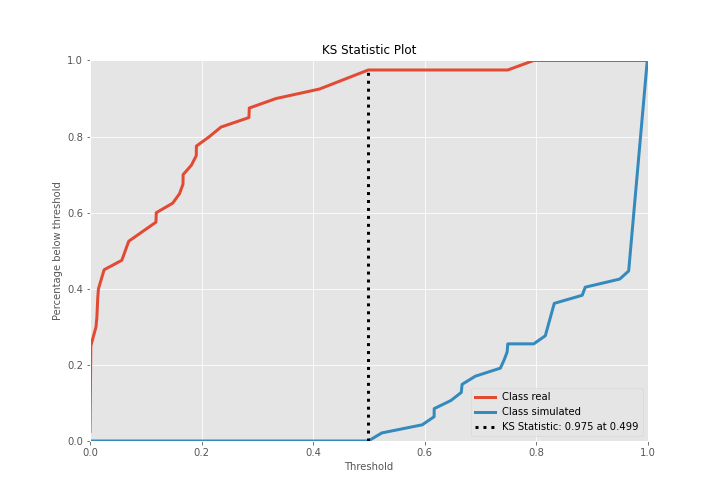 KS Statistic Plot
Percentage below threshold
1.0
0.8
0.6
0.4
0.2
0.0
0.0 0.2 0.4 0.6 0.8 1.0
Threshold
Class real
Class simulated
KS Statistic: 0.975 at 0.499